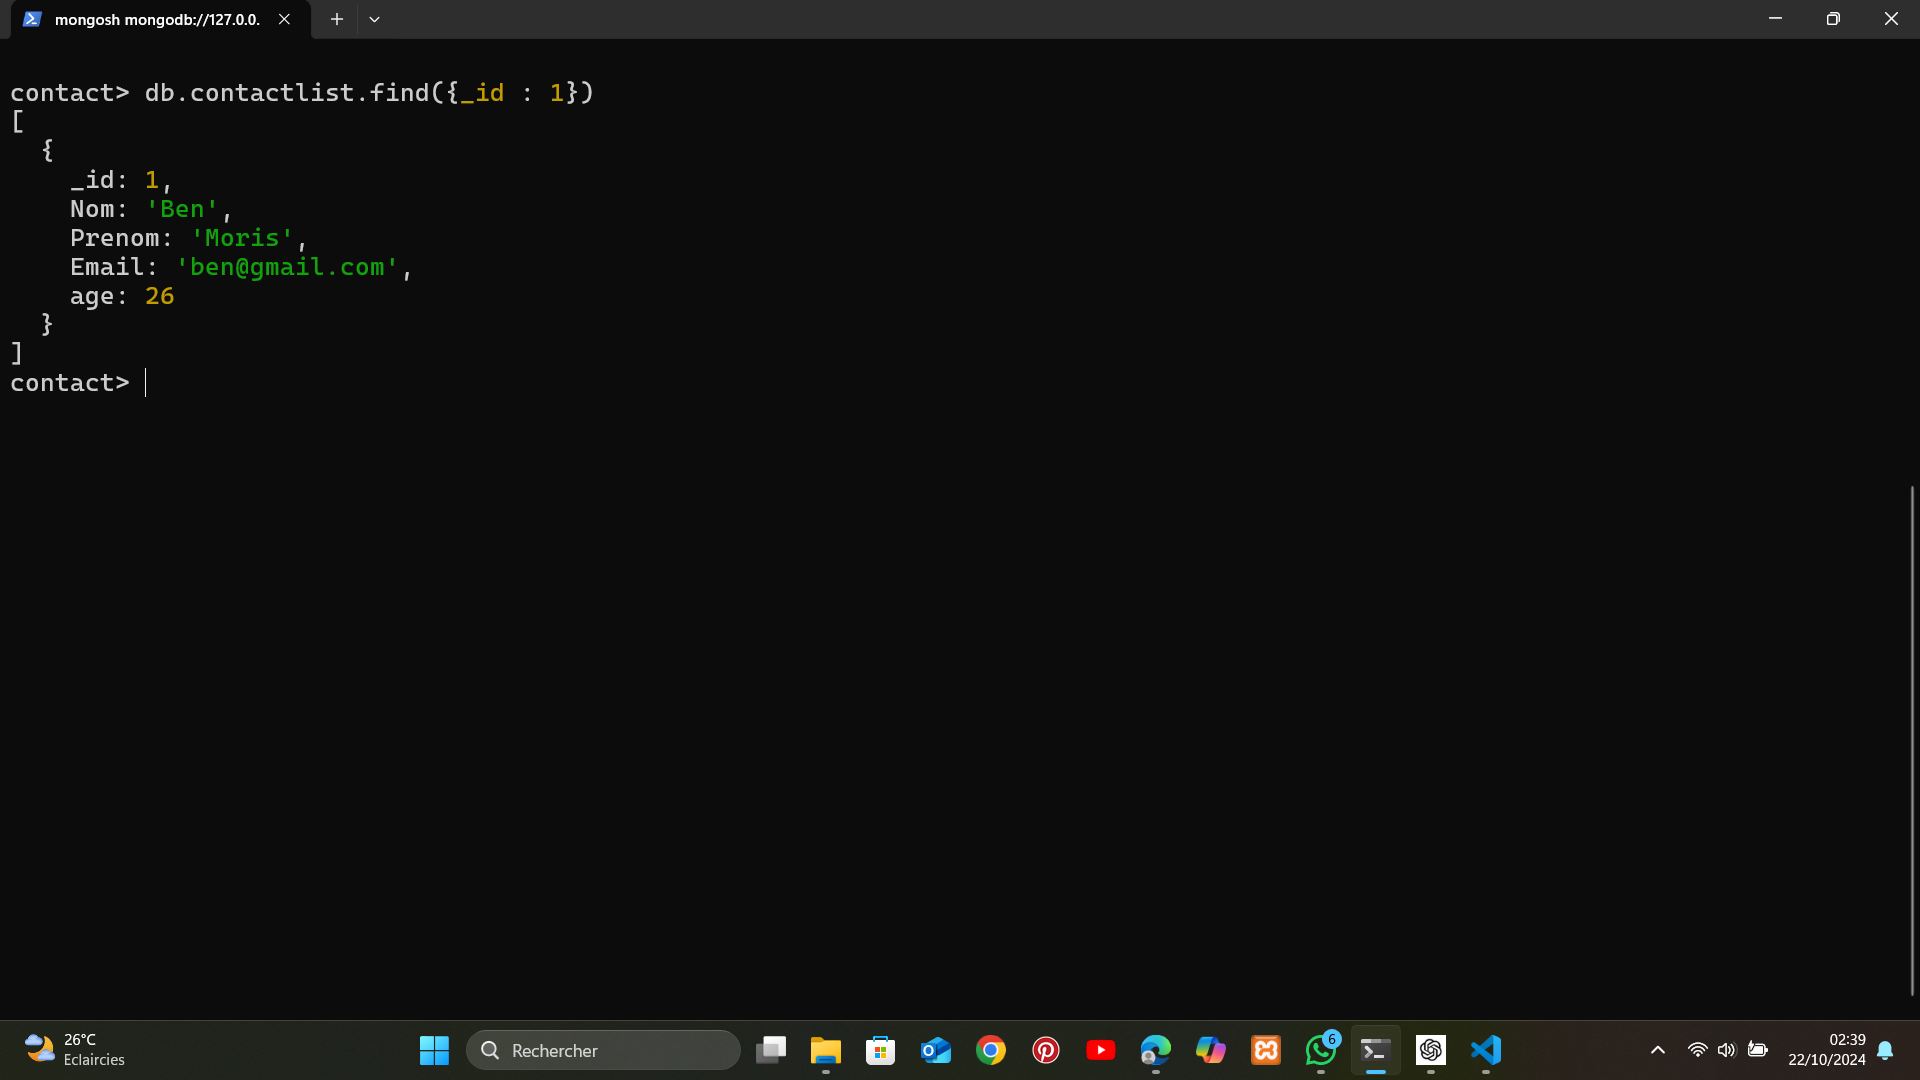 mongosh mongodb://127.0.0.
contact> db.contactlist.find({_id : 1})
[
  {
    _id: 1,
    Nom: 'Ben',
    Prenom: 'Moris',
    Email: 'ben@gmail.com',
    age: 26
  }
]
contact>
26°C
Eclaircies
Rechercher
6
02:39
22/10/2024